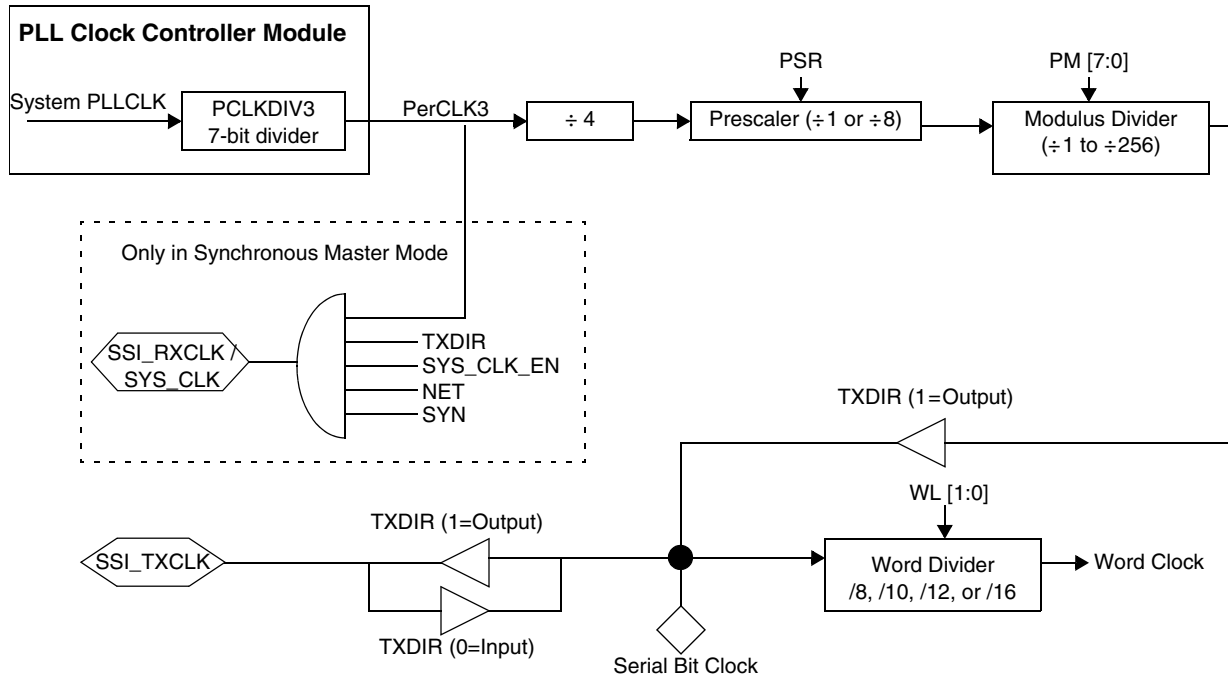 PLL Clock Controller Module
System PLLCLK
PCLKDIV3
7-bit divider
PerCLK3
÷ 4
PSR
Prescaler (÷1 or ÷8)
PM [7:0]
Modulus Divider
(÷1 to ÷256)
Only in Synchronous Master Mode
SSI_RXCLK /
SYS_CLK
TXDIR
SYS_CLK_EN
NET
SYN
TXDIR (1=Output)
WL [1:0]
TXDIR (1=Output)
SSI_TXCLK
Word Divider
/8, /10, /12, or /16
Word Clock
TXDIR (0=Input)
Serial Bit Clock